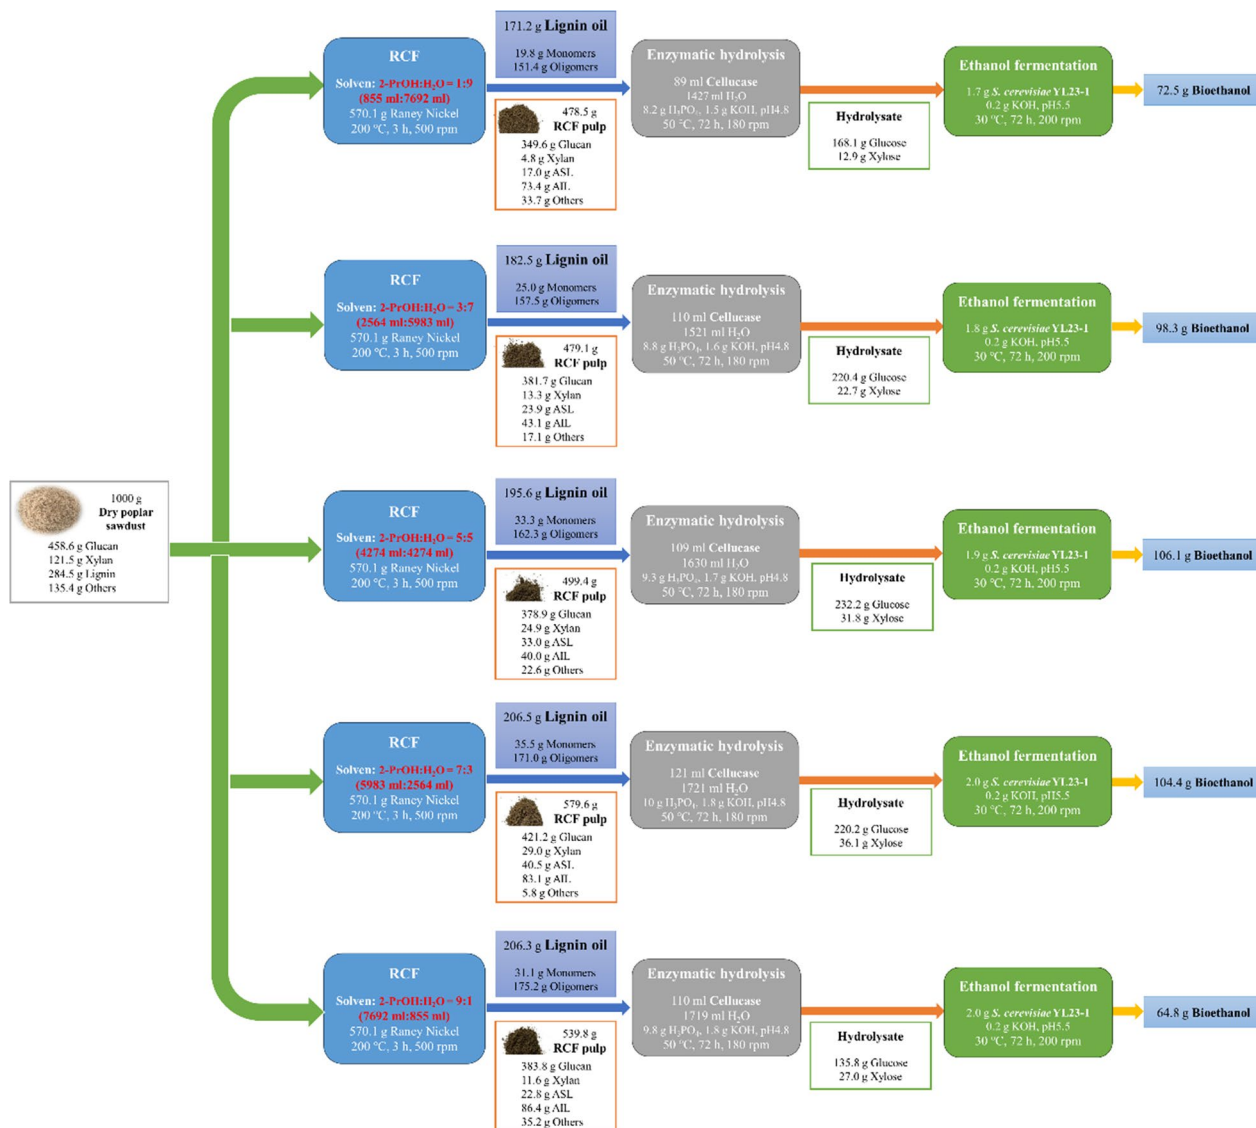 1000 g
Dry poplar
sawdust
458.6 g Glucan
121.5 g Xylan
284.5 g Lignin
135.4 g Others
RCF
Solven: 2-PrOH:H₂O = 1:9
(855 ml:7692 ml)
570.1 g Raney Nickel
200 °C, 3 h, 500 rpm
171.2 g Lignin oil
19.8 g Monomers
151.4 g Oligomers
478.5 g
RCF pulp
349.6 g Glucan
4.8 g Xylan
17.0 g ASL
73.4 g AIL
33.7 g Others
Enzymatic hydrolysis
89 ml Cellucase
1427 ml H₂O
8.2 g H₃PO₄, 1.5 g KOH, pH4.8
50 °C, 72 h, 180 rpm
Hydrolysate
168.1 g Glucose
12.9 g Xylose
Ethanol fermentation
1.7 g S. cerevisiae YL23-1
0.2 g KOH, pH5.5
30 °C, 72 h, 200 rpm
72.5 g Bioethanol
RCF
Solven: 2-PrOH:H₂O = 3:7
(2564 ml:5983 ml)
570.1 g Raney Nickel
200 °C, 3 h, 500 rpm
182.5 g Lignin oil
25.0 g Monomers
157.5 g Oligomers
479.1 g
RCF pulp
381.7 g Glucan
13.3 g Xylan
23.9 g ASL
43.1 g AIL
17.1 g Others
Enzymatic hydrolysis
110 ml Cellucase
1521 ml H₂O
8.8 g H₃PO₄, 1.6 g KOH, pH4.8
50 °C, 72 h, 180 rpm
Hydrolysate
220.4 g Glucose
22.7 g Xylose
Ethanol fermentation
1.8 g S. cerevisiae YL23-1
0.2 g KOH, pH5.5
30 °C, 72 h, 200 rpm
98.3 g Bioethanol
RCF
Solven: 2-PrOH:H₂O = 5:5
(4274 ml:4274 ml)
570.1 g Raney Nickel
200 °C, 3 h, 500 rpm
195.6 g Lignin oil
33.3 g Monomers
162.3 g Oligomers
499.4 g
RCF pulp
378.9 g Glucan
24.9 g Xylan
33.0 g ASL
40.0 g AIL
22.6 g Others
Enzymatic hydrolysis
109 ml Cellucase
1630 ml H₂O
9.3 g H₃PO₄, 1.7 g KOH, pH4.8
50 °C, 72 h, 180 rpm
Hydrolysate
232.2 g Glucose
31.8 g Xylose
Ethanol fermentation
1.9 g S. cerevisiae YL23-1
0.2 g KOH, pH5.5
30 °C, 72 h, 200 rpm
106.1 g Bioethanol
RCF
Solven: 2-PrOH:H₂O = 7:3
(5983 ml:2564 ml)
570.1 g Raney Nickel
200 °C, 3 h, 500 rpm
206.5 g Lignin oil
35.5 g Monomers
171.0 g Oligomers
579.6 g
RCF pulp
421.2 g Glucan
29.0 g Xylan
40.5 g ASL
83.1 g AIL
5.8 g Others
Enzymatic hydrolysis
121 ml Cellucase
1721 ml H₂O
10 g H₃PO₄, 1.8 g KOH, pH4.8
50 °C, 72 h, 180 rpm
Hydrolysate
220.2 g Glucose
36.1 g Xylose
Ethanol fermentation
2.0 g S. cerevisiae YL23-1
0.2 g KOH, pH5.5
30 °C, 72 h, 200 rpm
104.4 g Bioethanol
RCF
Solven: 2-PrOH:H₂O = 9:1
(7692 ml:855 ml)
570.1 g Raney Nickel
200 °C, 3 h, 500 rpm
206.3 g Lignin oil
31.1 g Monomers
175.2 g Oligomers
539.8 g
RCF pulp
383.8 g Glucan
11.6 g Xylan
22.8 g ASL
86.4 g AIL
35.2 g Others
Enzymatic hydrolysis
110 ml Cellucase
1719 ml H₂O
9.8 g H₃PO₄, 1.8 g KOH, pH4.8
50 °C, 72 h, 180 rpm
Hydrolysate
135.8 g Glucose
27.0 g Xylose
Ethanol fermentation
2.0 g S. cerevisiae YL23-1
0.2 g KOH, pH5.5
30 °C, 72 h, 200 rpm
64.8 g Bioethanol